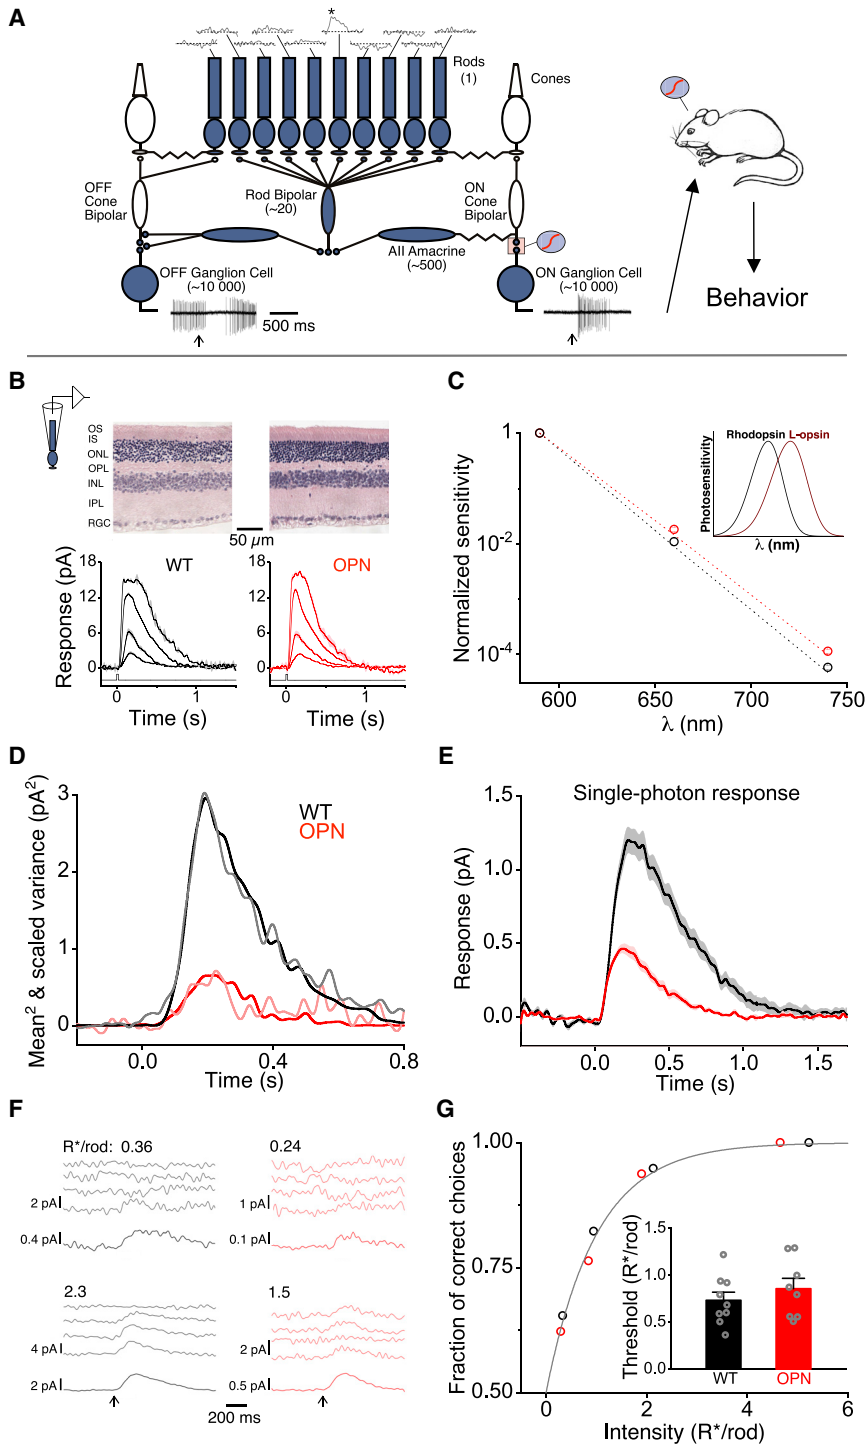 A
*
Rods
(1)
Cones
OFF
Cone
Bipolar
Rod Bipolar
(~20)
ON
Cone
Bipolar
AII Amacrine
(~500)
OFF Ganglion Cell
(~10 000)
500 ms
ON Ganglion Cell
(~10 000)
Behavior
B
OS
IS
ONL
OPL
INL
IPL
RGC
50 µm
WT
OPN
Response (pA)
18
12
6
0
0
1
Time (s)
18
12
6
0
0
1
Time (s)
C
Normalized sensitivity
1
10-2
10-4
600
650
700
750
λ (nm)
Rhodopsin L-opsin
Photosensitivity
λ (nm)
D
Mean2 & scaled variance (pA2)
3
2
1
0
0.0
0.4
0.8
Time (s)
WT
OPN
E
Single-photon response
Response (pA)
1.5
1.0
0.5
0.0
0.0
0.5
1.0
1.5
Time (s)
F
R*/rod: 0.36
0.24
2 pA
1 pA
0.4 pA
0.1 pA
2.3
1.5
4 pA
2 pA
2 pA
0.5 pA
200 ms
G
Fraction of correct choices
1.00
0.75
0.50
0
2
4
6
Intensity (R*/rod)
Threshold (R*/rod)
1.5
1.0
0.5
0.0
WT
OPN